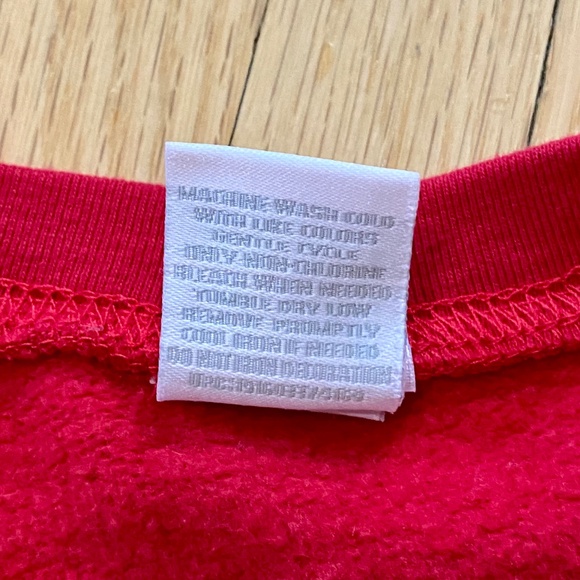 MACHINE WASH COLD
WITH LIKE COLORS
GENTLE CYCLE
ONLY-NON-CHLORINE
BLEACH WHEN NEEDED
TUMBLE DRY LOW
REMOVE PROMPTLY
COOL IRON IF NEEDED
DO NOT IRON DECORATION